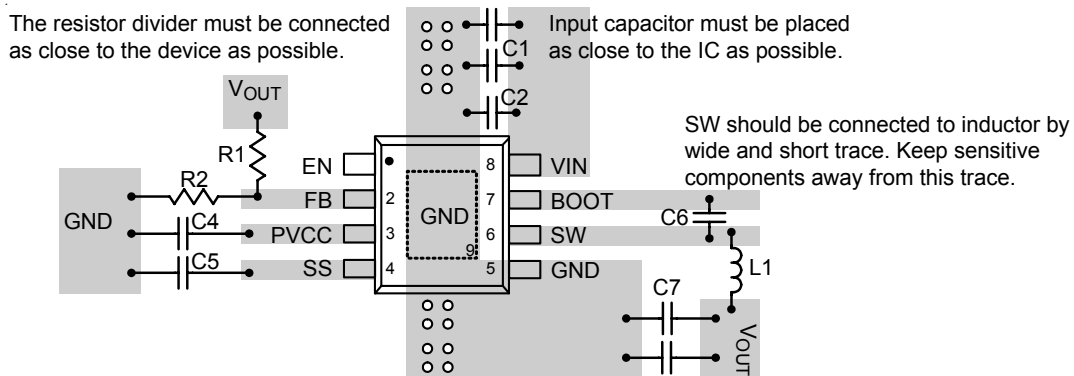 The resistor divider must be connected
as close to the device as possible.
Input capacitor must be placed
as close to the IC as possible.
C1
C2
VOUT
R1
SW should be connected to inductor by
wide and short trace. Keep sensitive
components away from this trace.
EN
8
VIN
R2
FB
2
7
BOOT
GND
GND
C6
C4
PVCC
3
6
SW
9
C5
SS
4
5
GND
L1
C7
VOUT